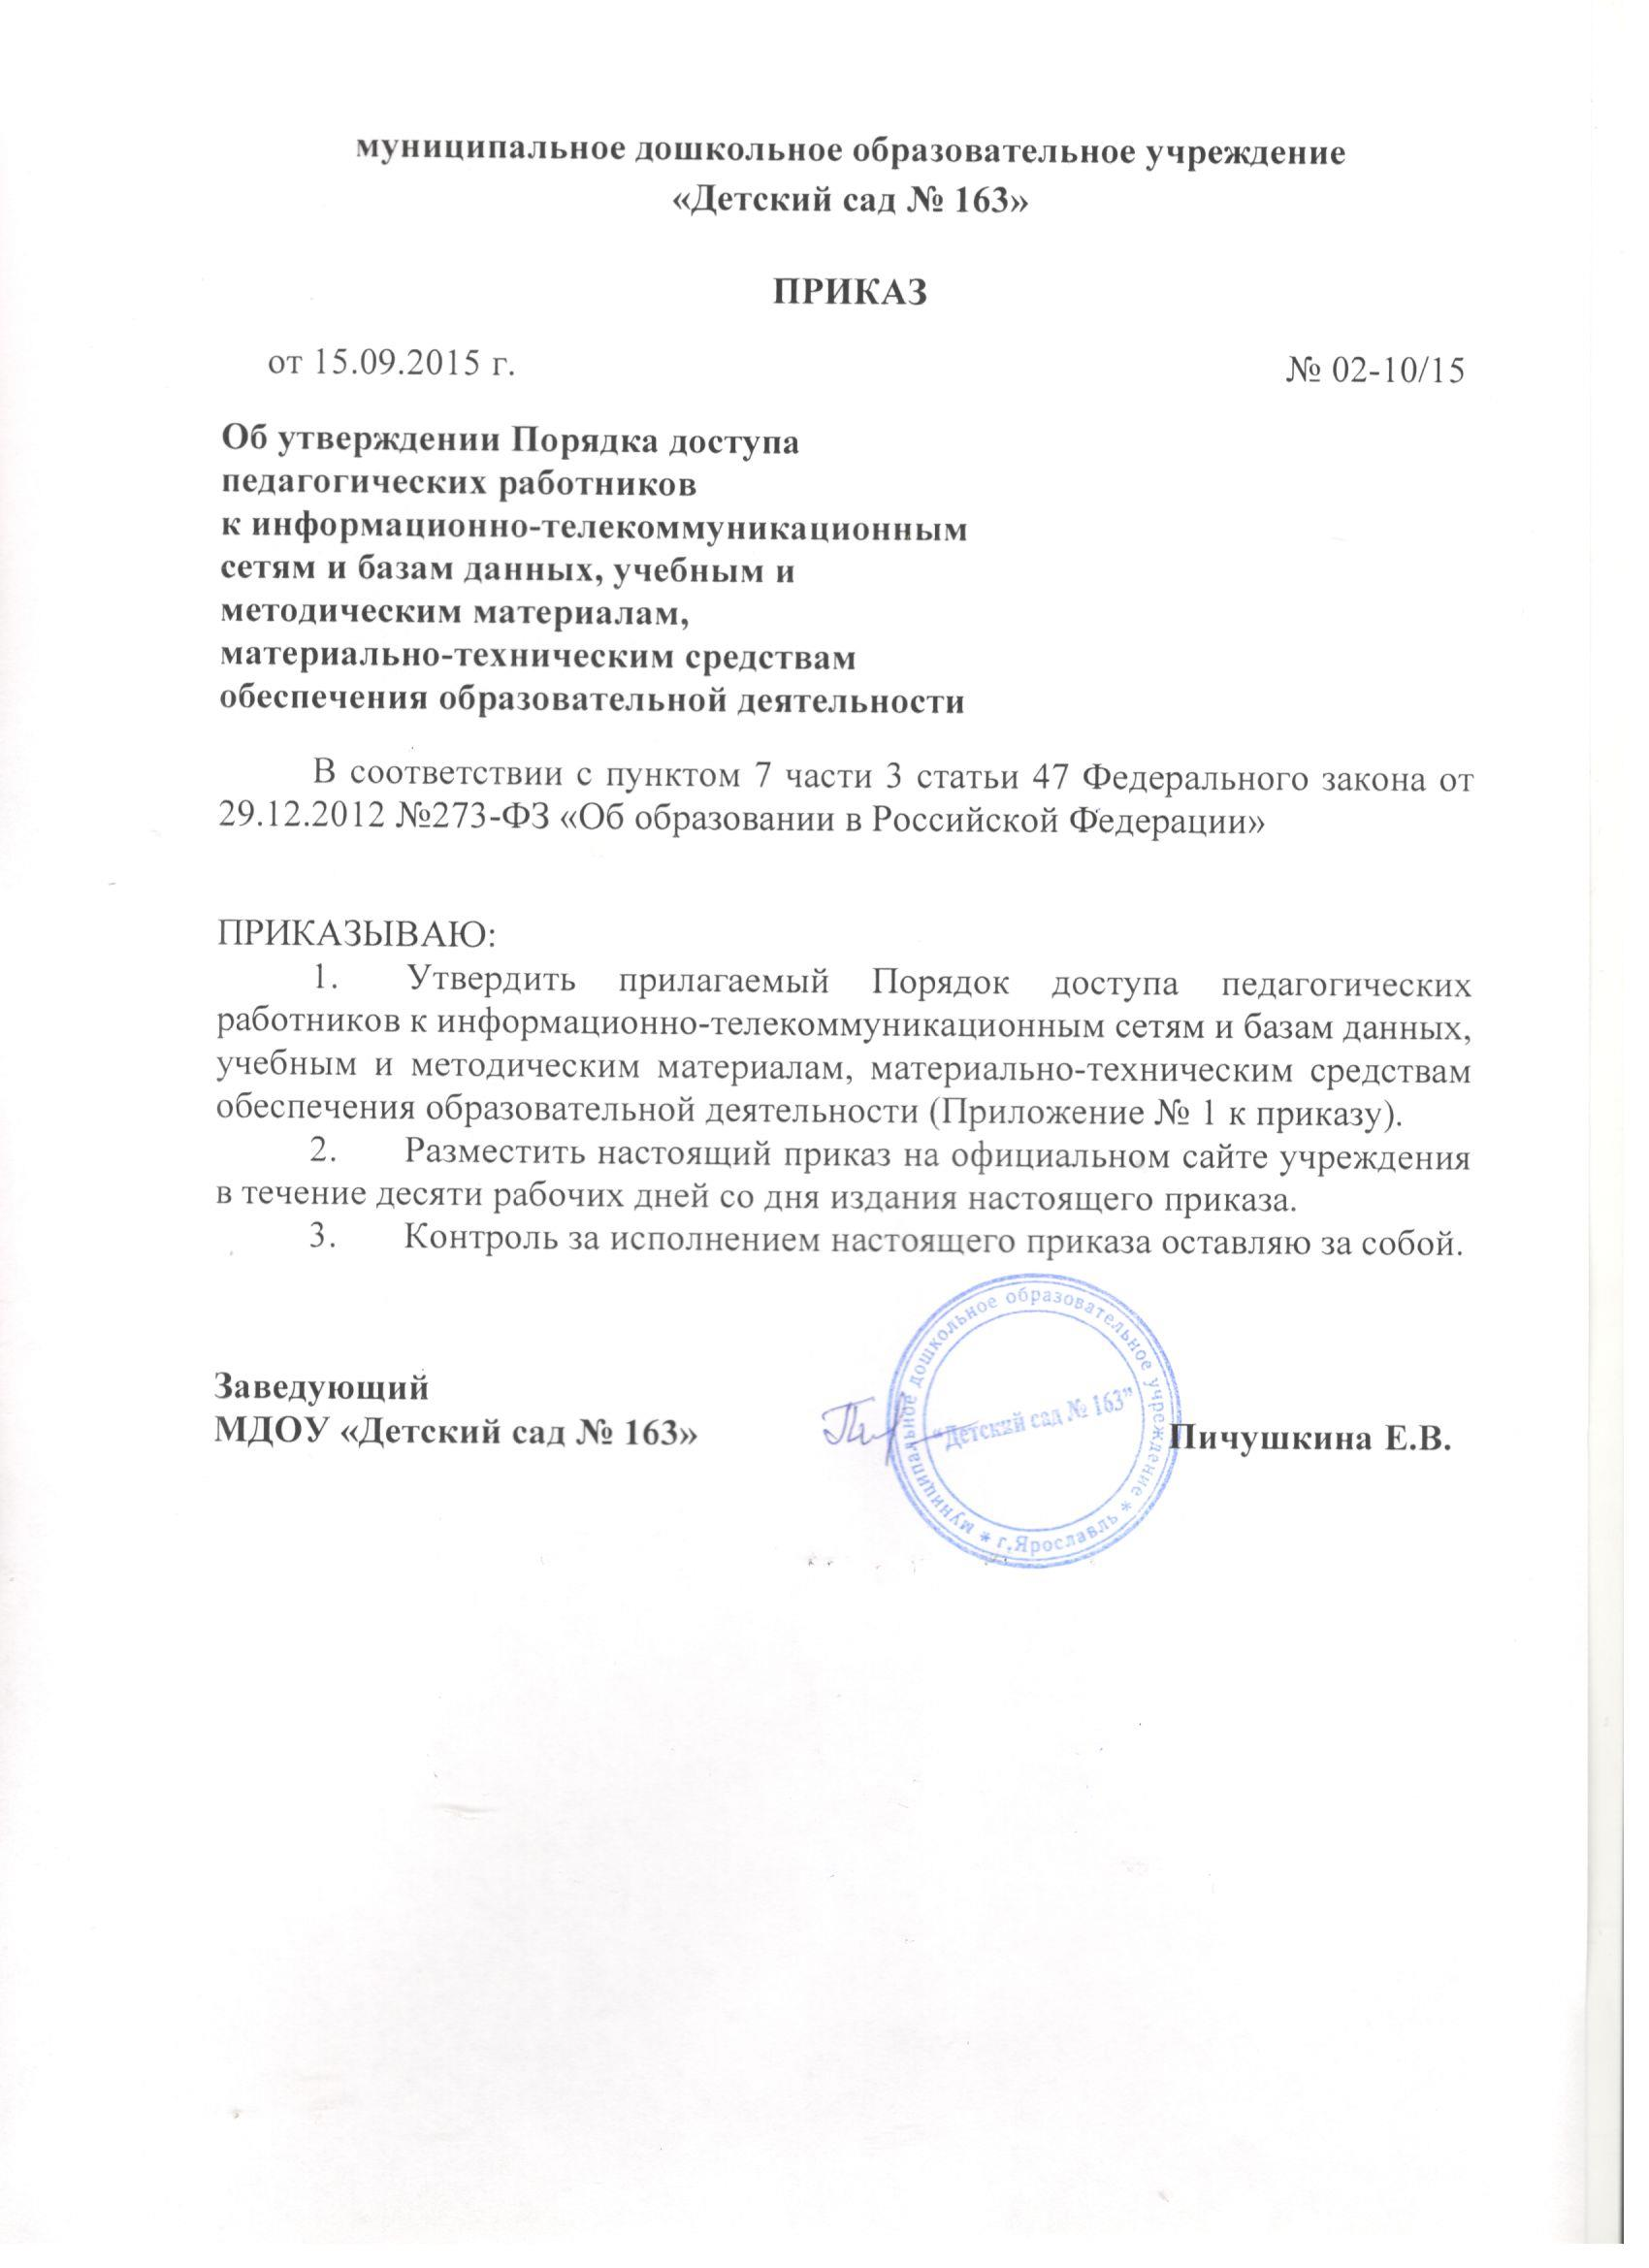 муниципальное дошкольное образовательное учреждение
«Детский сад № 163»
ПРИКАЗ
от 15.09.2015 г.
№ 02-10/15
Об утверждении Порядка доступа
педагогических работников
к информационно-телекоммуникационным
сетям и базам данных, учебным и
методическим материалам,
материально-техническим средствам
обеспечения образовательной деятельности
В соответствии с пунктом 7 части 3 статьи 47 Федерального закона от
29.12.2012 №273-ФЗ «Об образовании в Российской Федерации»
ПРИКАЗЫВАЮ:
1. Утвердить прилагаемый Порядок доступа педагогических
работников к информационно-телекоммуникационным сетям и базам данных,
учебным и методическим материалам, материально-техническим средствам
обеспечения образовательной деятельности (Приложение № 1 к приказу).
2. Разместить настоящий приказ на официальном сайте учреждения
в течение десяти рабочих дней со дня издания настоящего приказа.
3. Контроль за исполнением настоящего приказа оставляю за собой.
Заведующий
МДОУ «Детский сад № 163»
Пичушкина Е.В.
* муниципальное дошкольное образовательное учреждение * г.Ярославль
"Детский сад № 163"